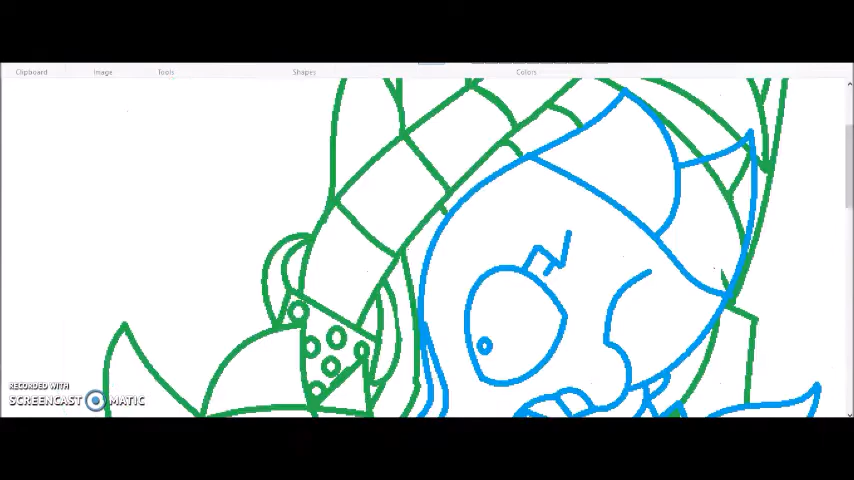 Clipboard Image Tools Shapes Colors
RECORDED WITH
SCREENCAST MATIC